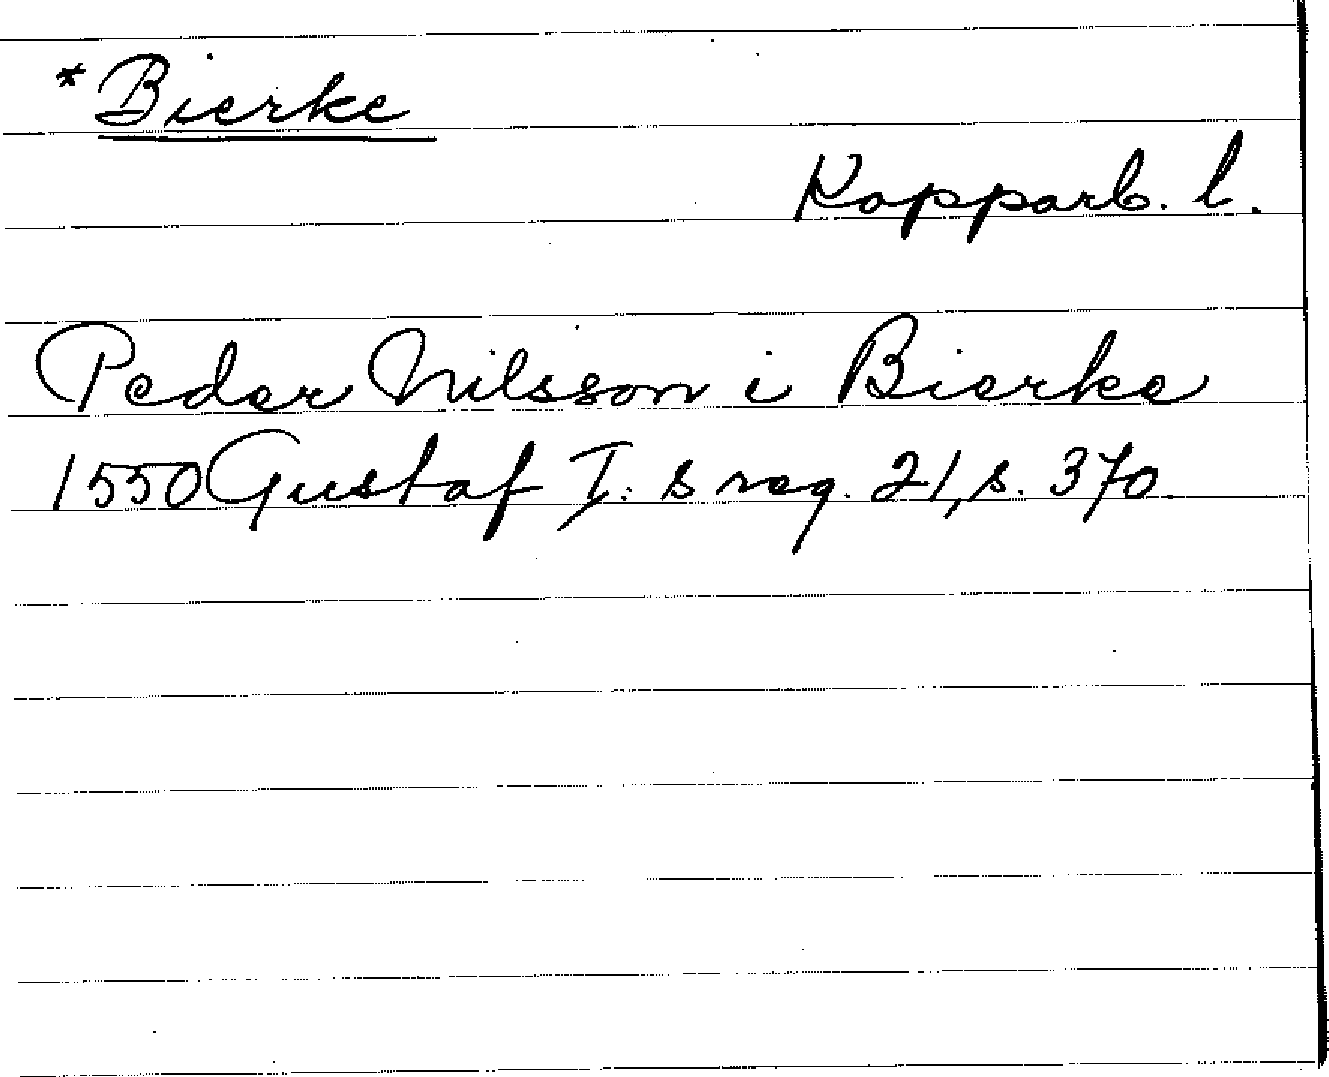 *Bierke
Kopparb. l.
Peder Nilsson i Bierke
1550 Gustaf I:s reg. 21, s. 370